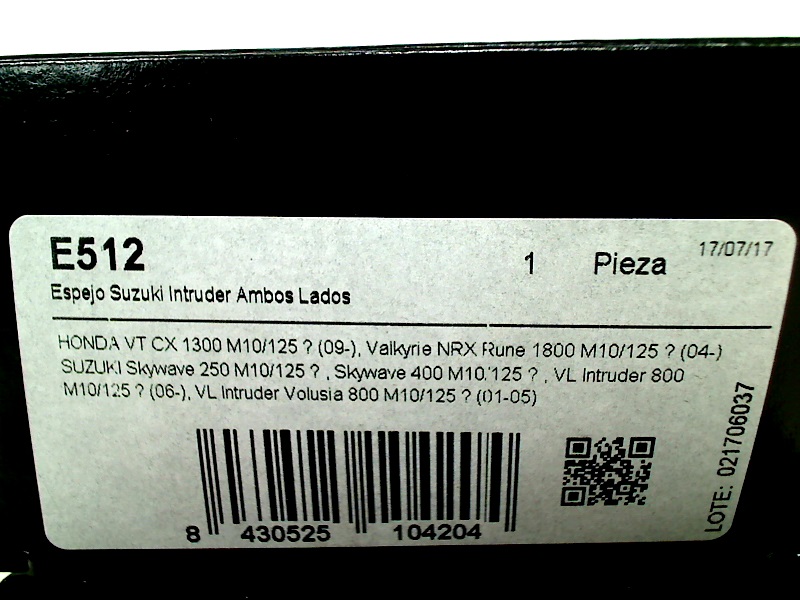 E512 1 Pieza 17/07/17
Espejo Suzuki Intruder Ambos Lados
HONDA VT CX 1300 M10/125 ? (09-), Valkyrie NRX Rune 1800 M10/125 ? (04-)
SUZUKI Skywave 250 M10/125 ? , Skywave 400 M10/125 ? , VL Intruder 800
M10/125 ? (06-), VL Intruder Volusia 800 M10/125 ? (01-05)
8 430525 104204
LOTE: 021706037